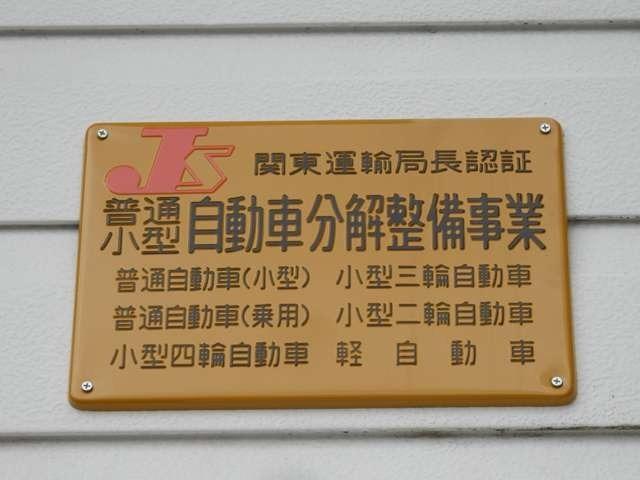 JS 関東運輸局長認証
普通
小型 自動車分解整備事業
普通自動車(小型) 小型三輪自動車
普通自動車(乗用) 小型二輪自動車
小型四輪自動車 軽自動車